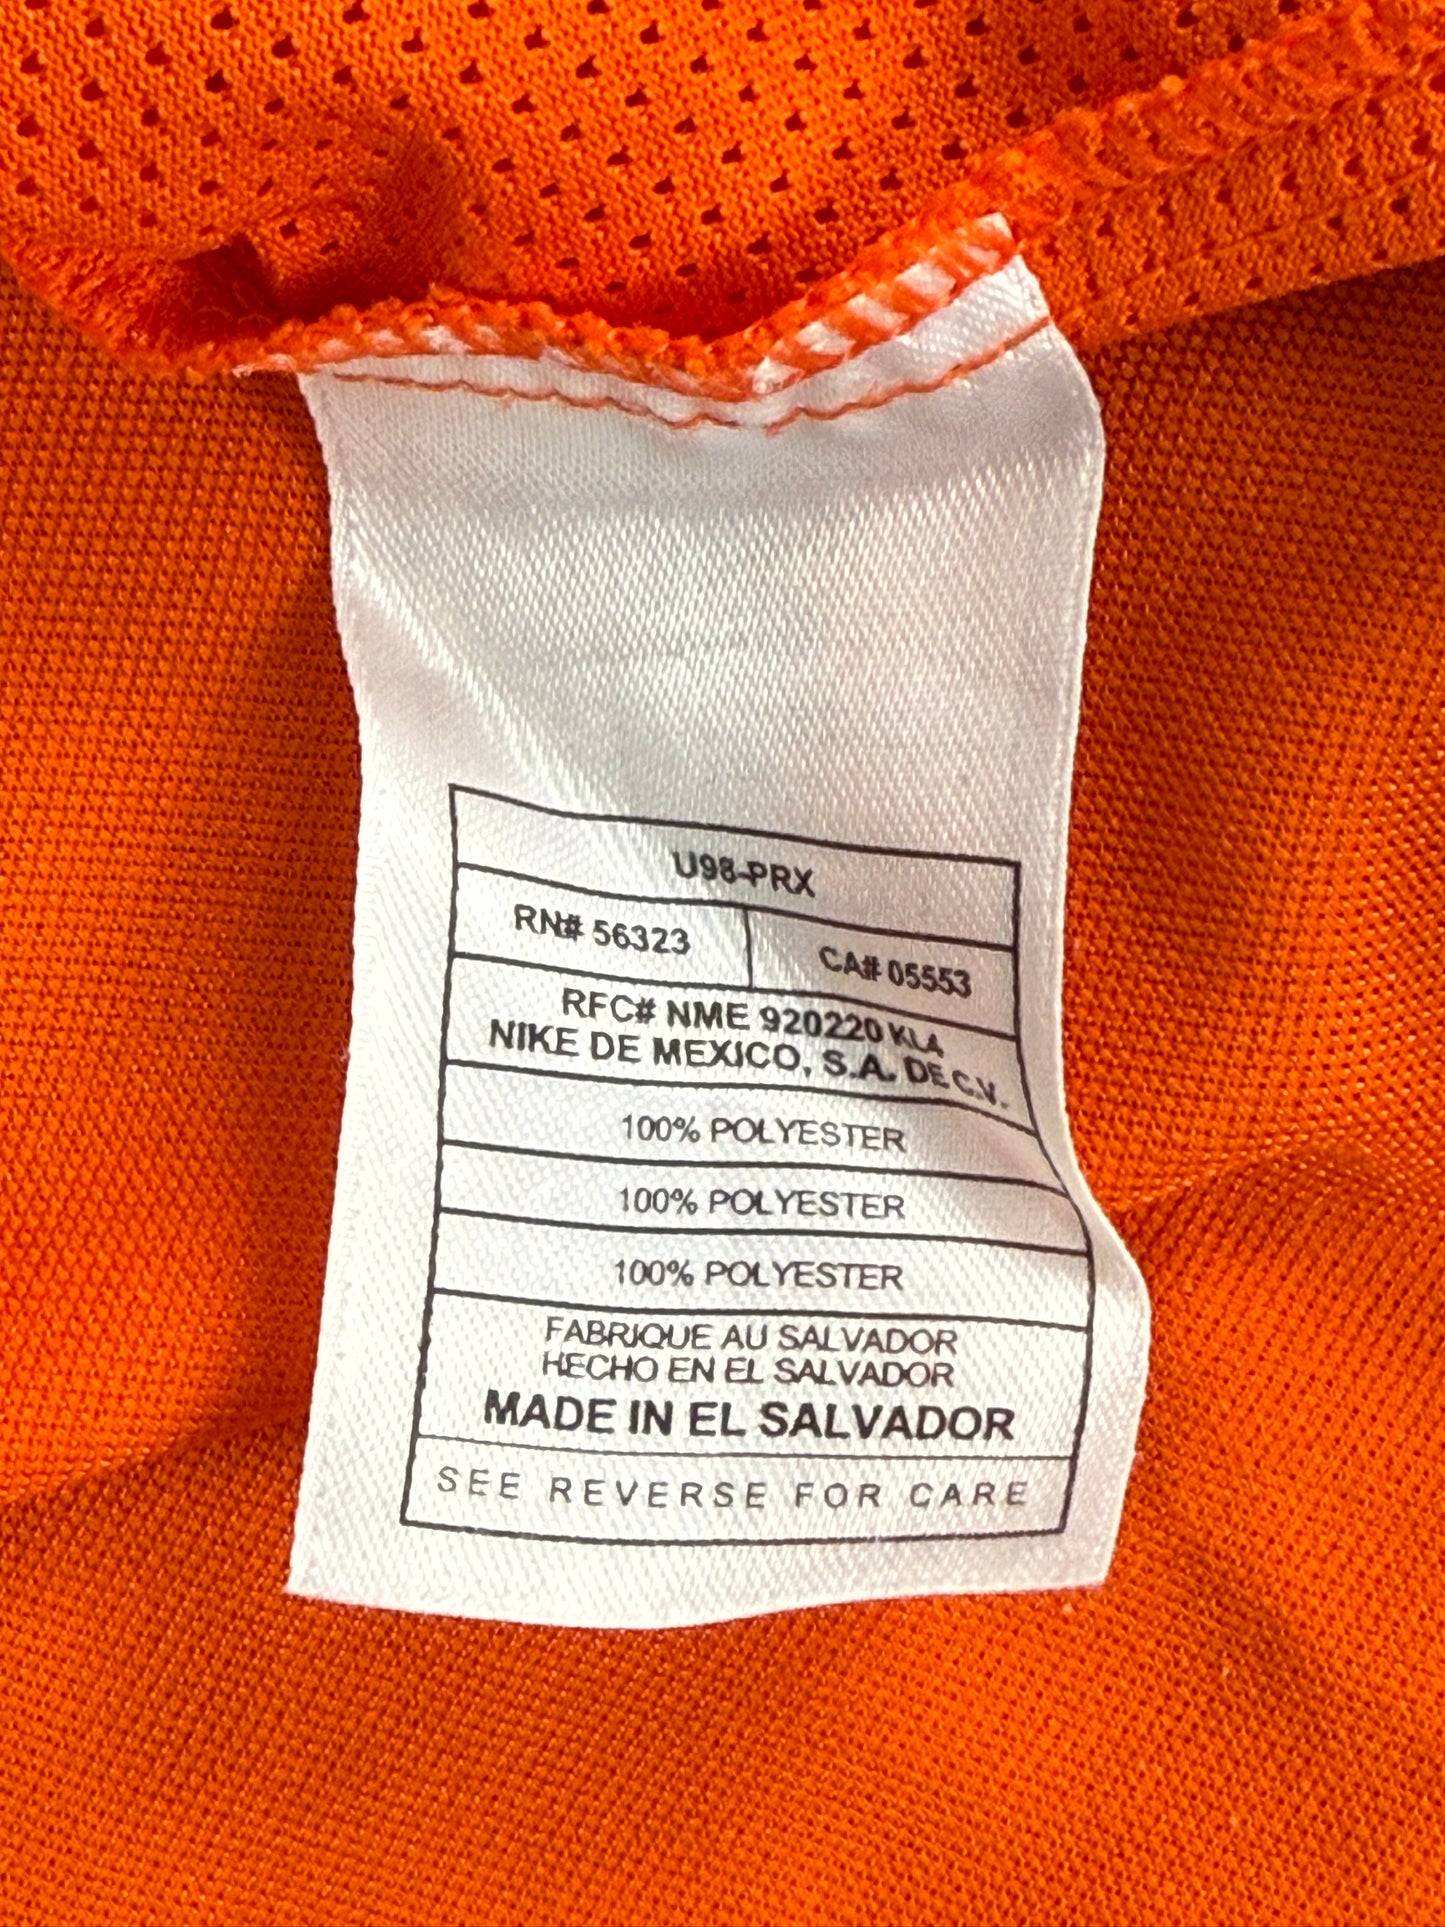 U98-PRX
RN# 56323 CA# 05553
RFC# NME 920220 KLA
NIKE DE MEXICO, S.A. DE C.V.
100% POLYESTER
100% POLYESTER
100% POLYESTER
FABRIQUE AU SALVADOR
HECHO EN EL SALVADOR
MADE IN EL SALVADOR
SEE REVERSE FOR CARE